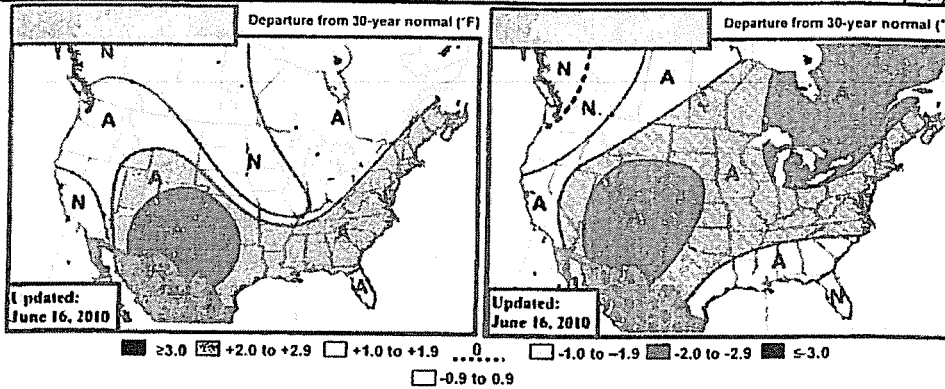 Departure from 30-year normal (°F)
Departure from 30-year normal (°
N
A
A
N
A
N
A
A
N
N
A
A
A
A
A
N
Updated:
June 16, 2010
Updated:
June 16, 2010
≥3.0 +2.0 to +2.9 +1.0 to +1.9 0 -1.0 to -1.9 -2.0 to -2.9 ≤-3.0
-0.9 to 0.9